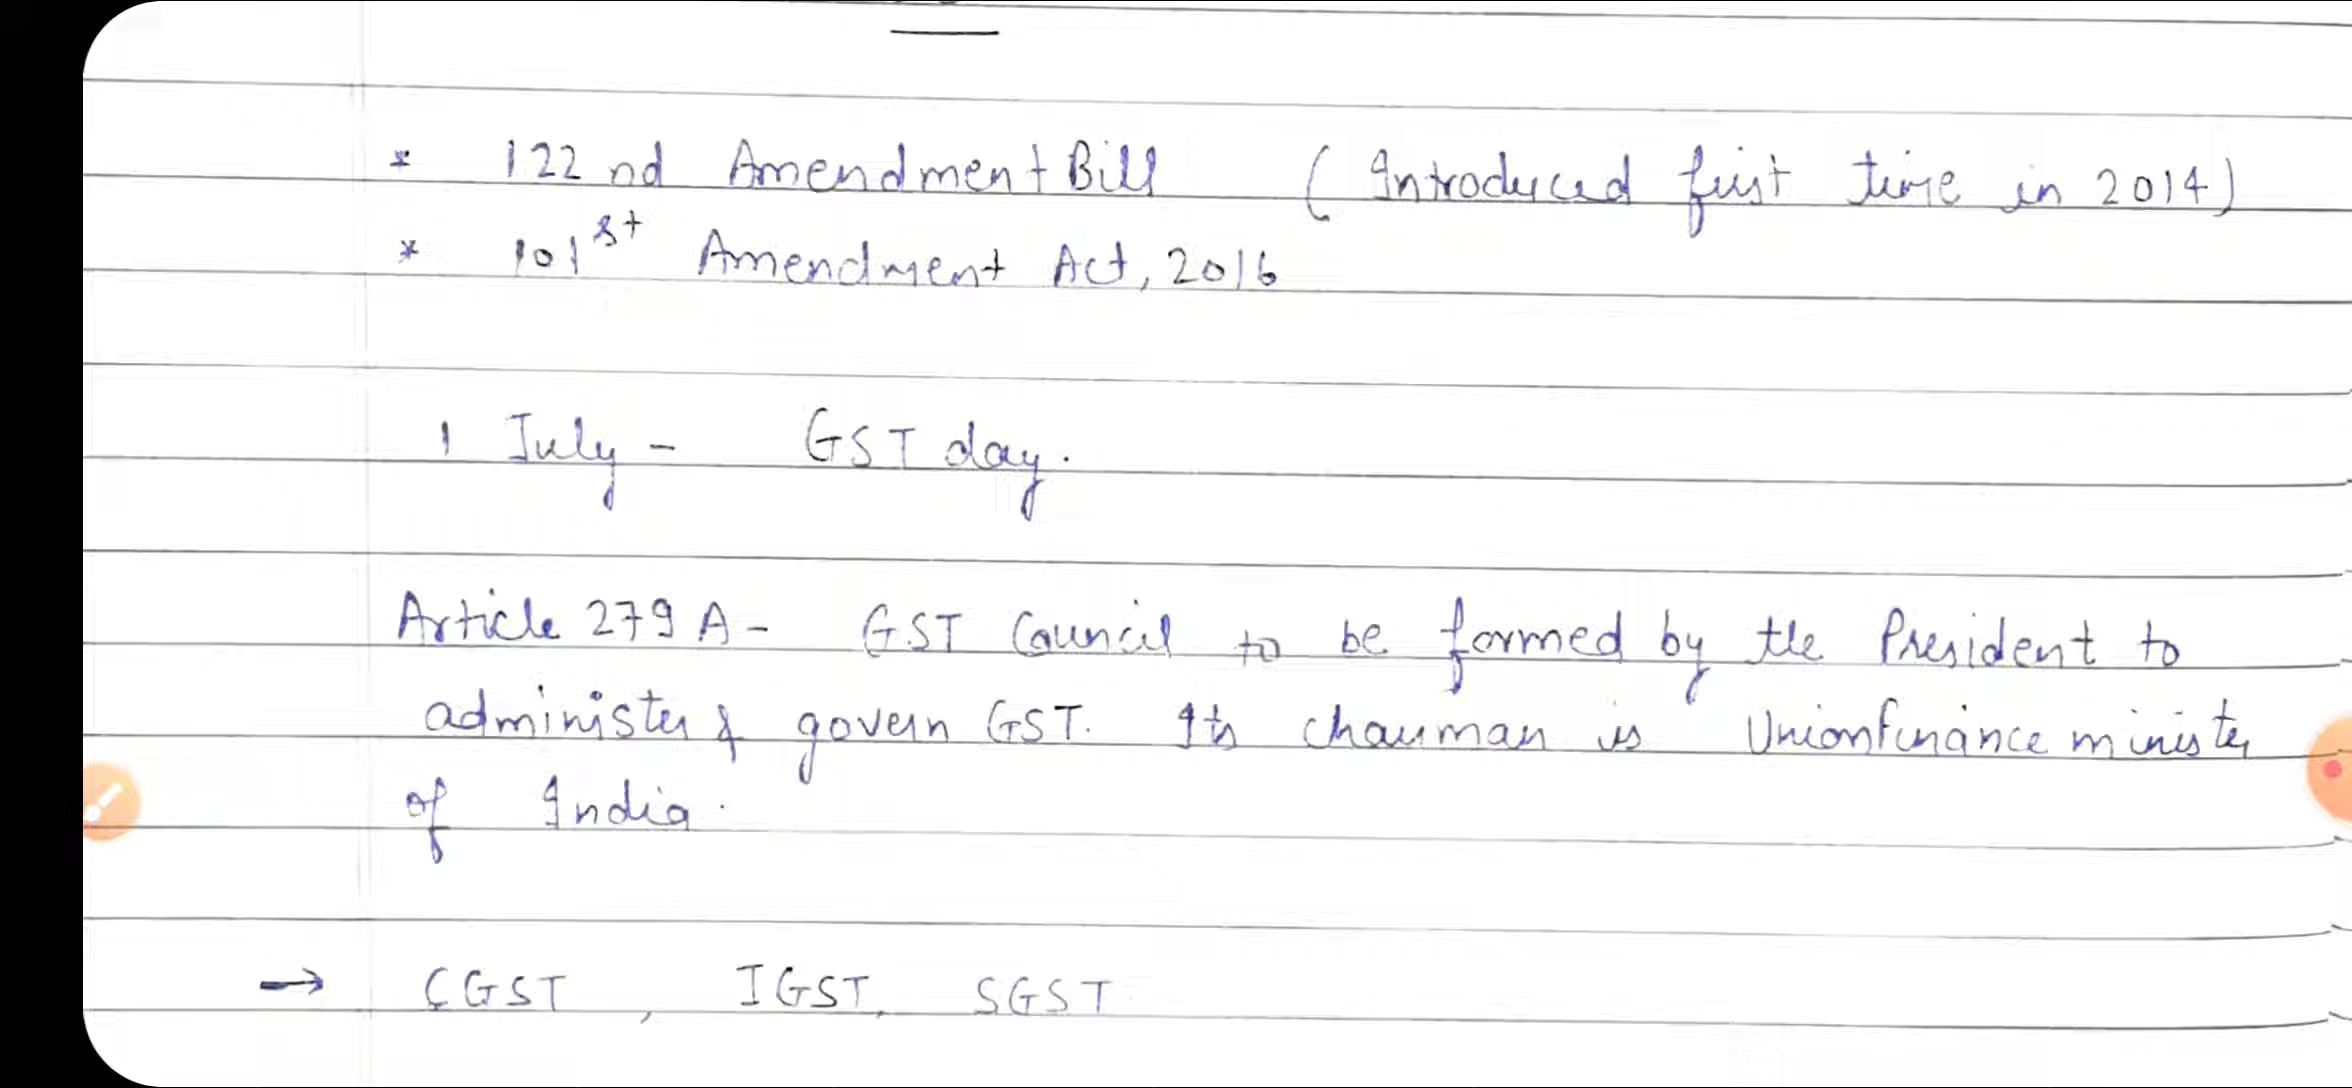 * 122 nd Amendment Bill ( Introduced first time in 2014)
* 101st Amendment Act, 2016
1 July - GST day.
Article 279 A - GST Council to be formed by the President to
administer & govern GST. Its chairman is Union finance minister
of India.
→ CGST, IGST, SGST